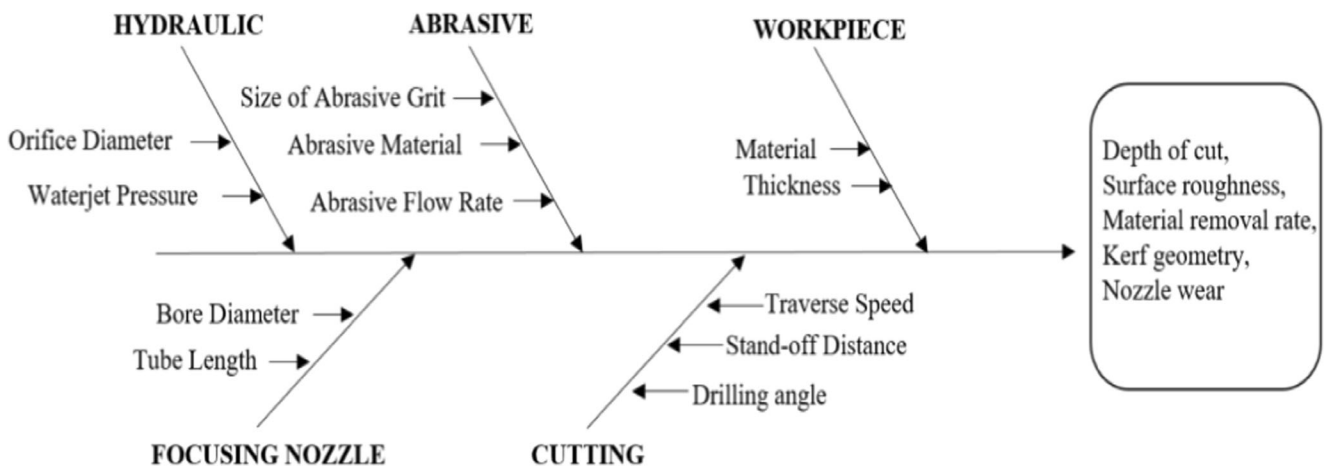 HYDRAULIC
ABRASIVE
WORKPIECE
Size of Abrasive Grit
Orifice Diameter
Abrasive Material
Material
Waterjet Pressure
Abrasive Flow Rate
Thickness
Depth of cut,
Surface roughness,
Material removal rate,
Kerf geometry,
Nozzle wear
Bore Diameter
Tube Length
Traverse Speed
Stand-off Distance
Drilling angle
FOCUSING NOZZLE
CUTTING